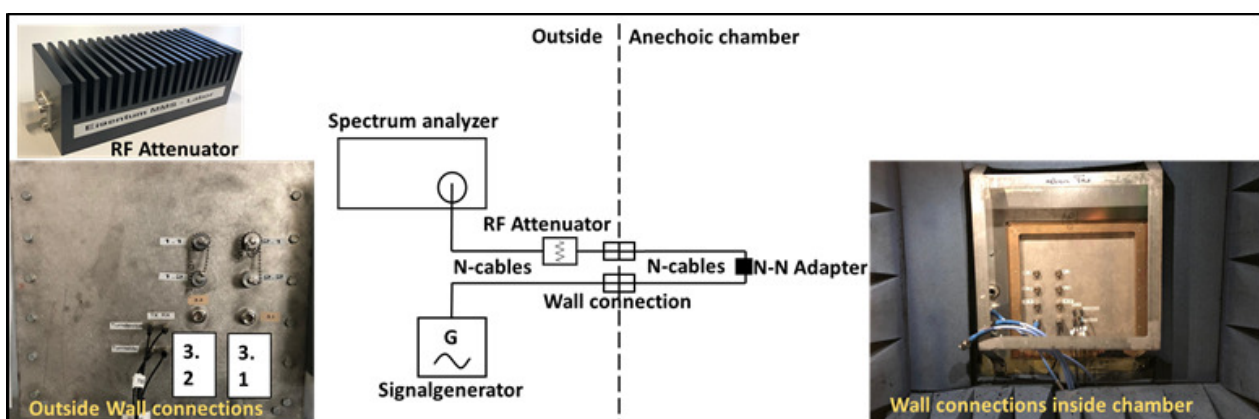 Outside
Anechoic chamber
RF Attenuator
Spectrum analyzer
RF Attenuator
N-cables
N-cables
N-N Adapter
Wall connection
G
Signalgenerator
3.
2
3.
1
Outside Wall connections
Wall connections inside chamber